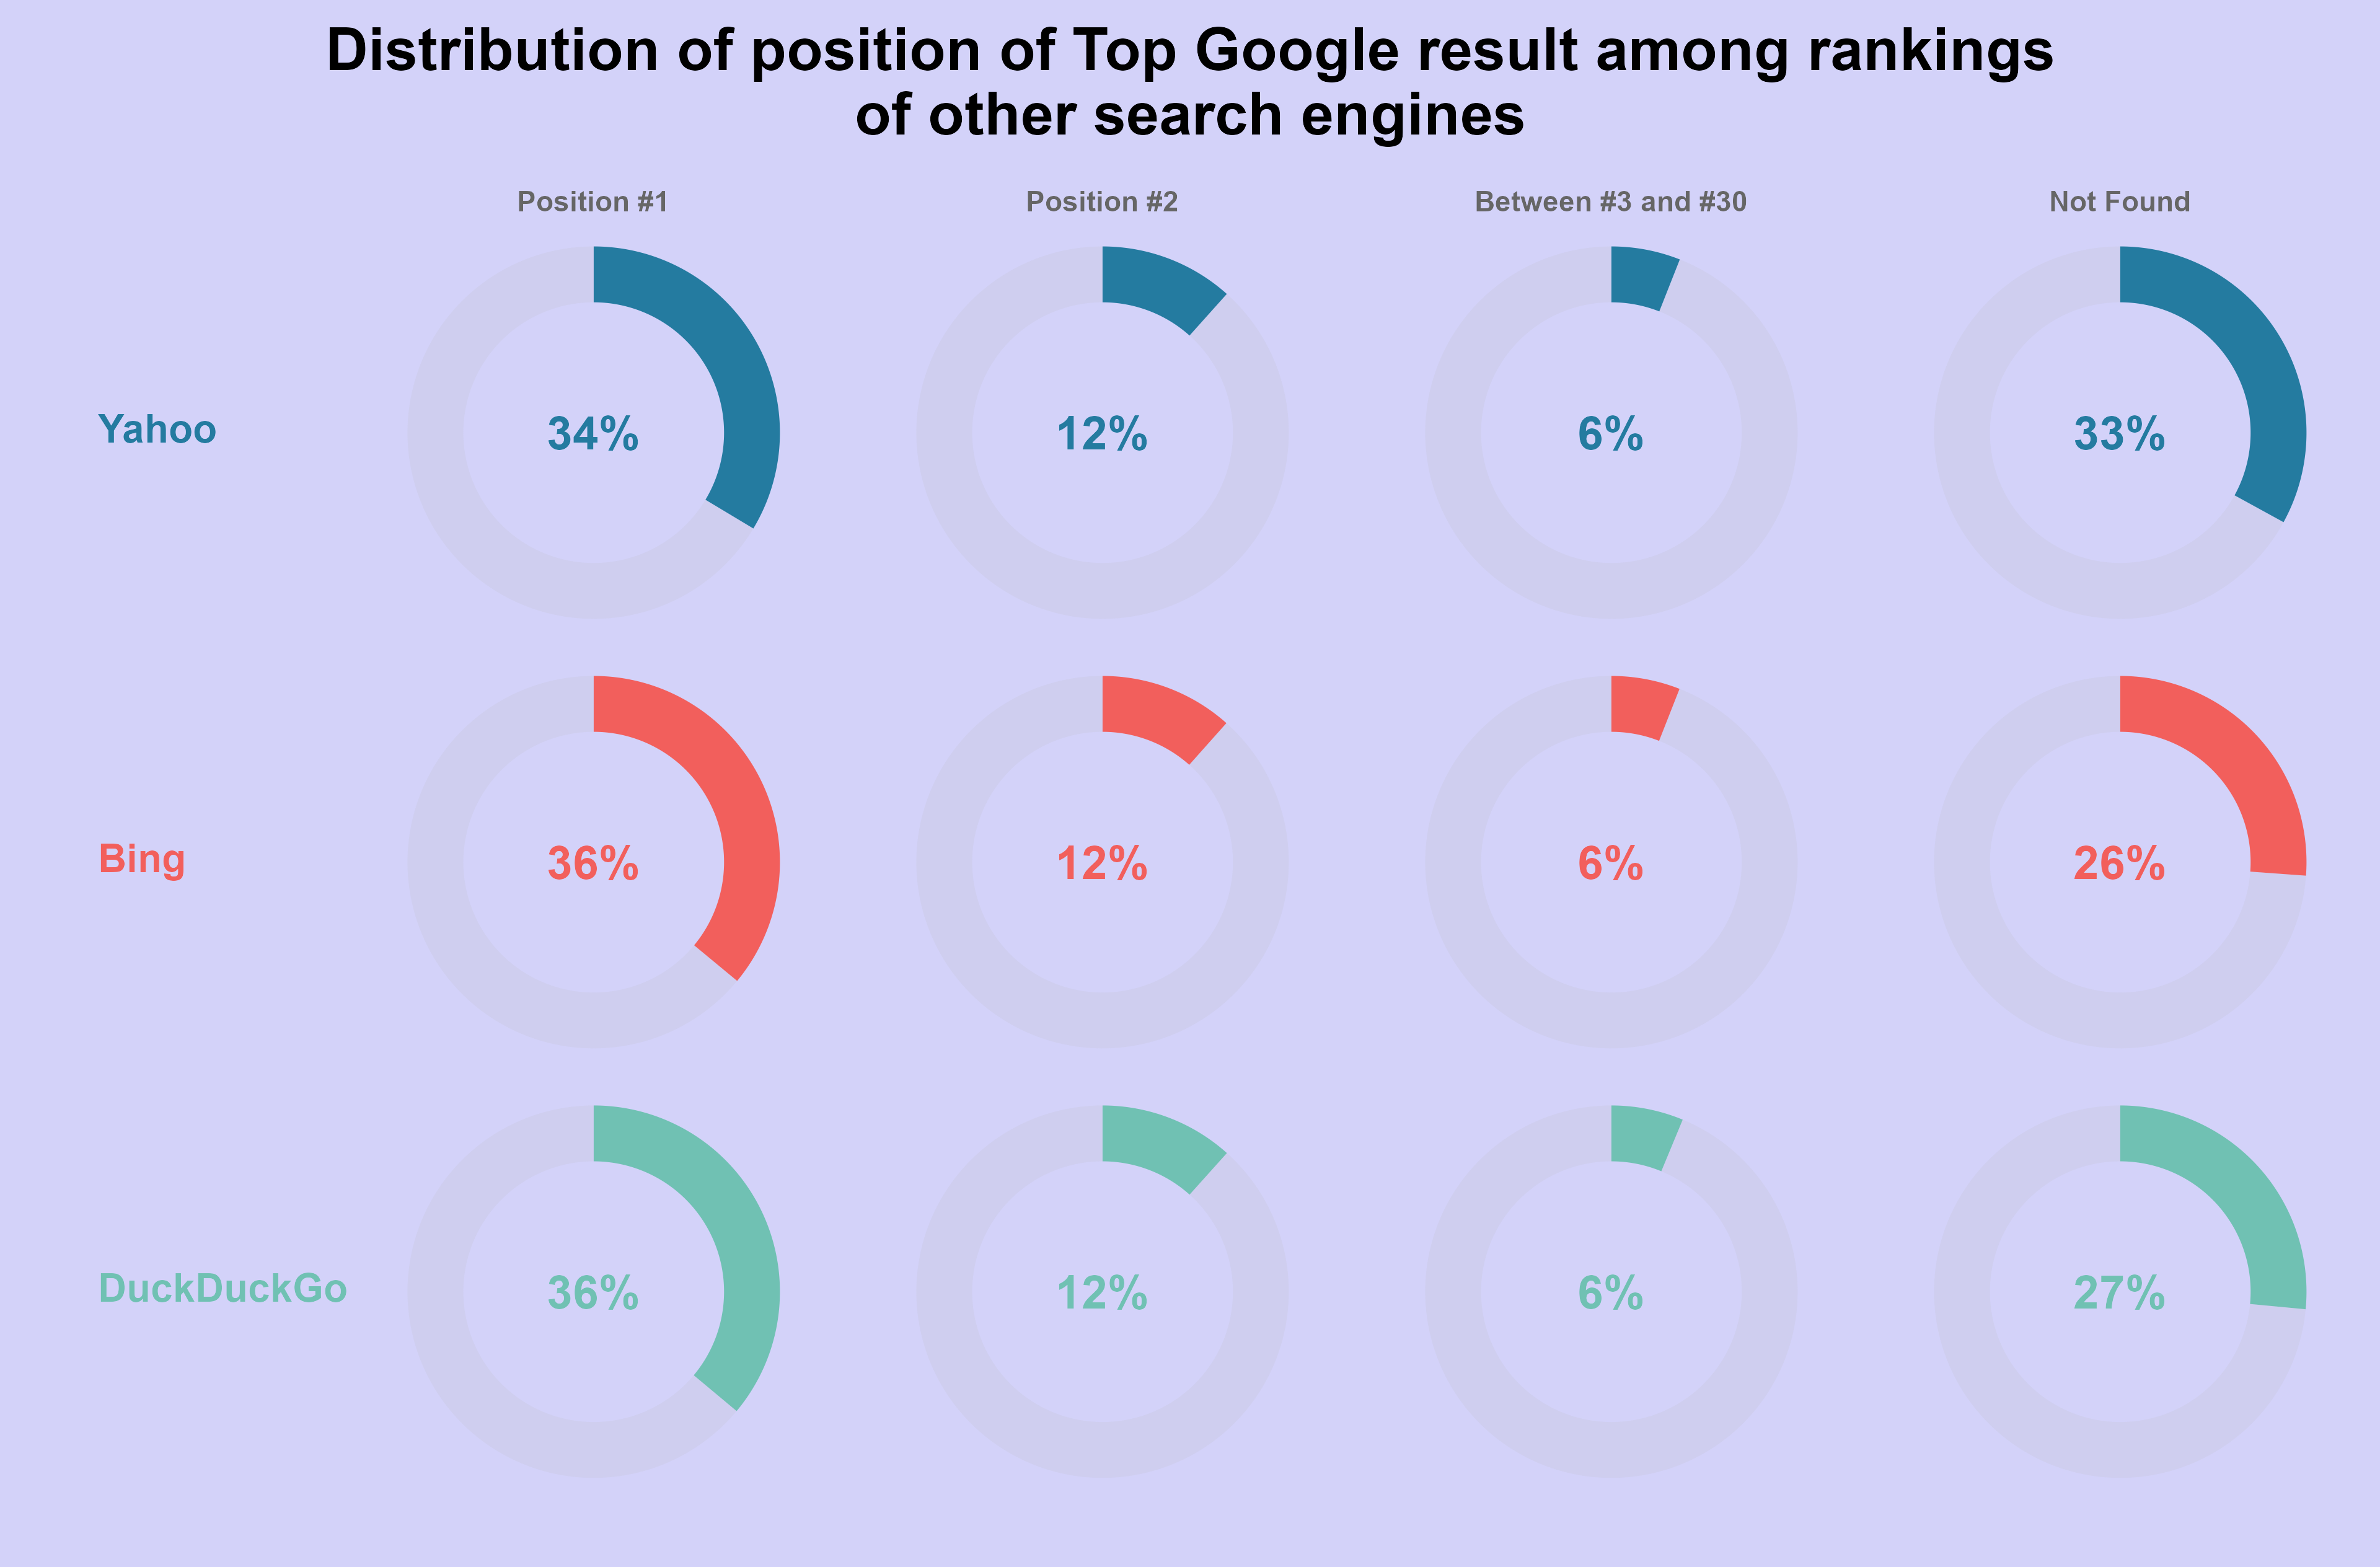 Distribution of position of Top Google result among rankings
of other search engines
Position #1
Position #2
Between #3 and #30
Not Found
Yahoo
34%
12%
6%
33%
Bing
36%
12%
6%
26%
DuckDuckGo
36%
12%
6%
27%